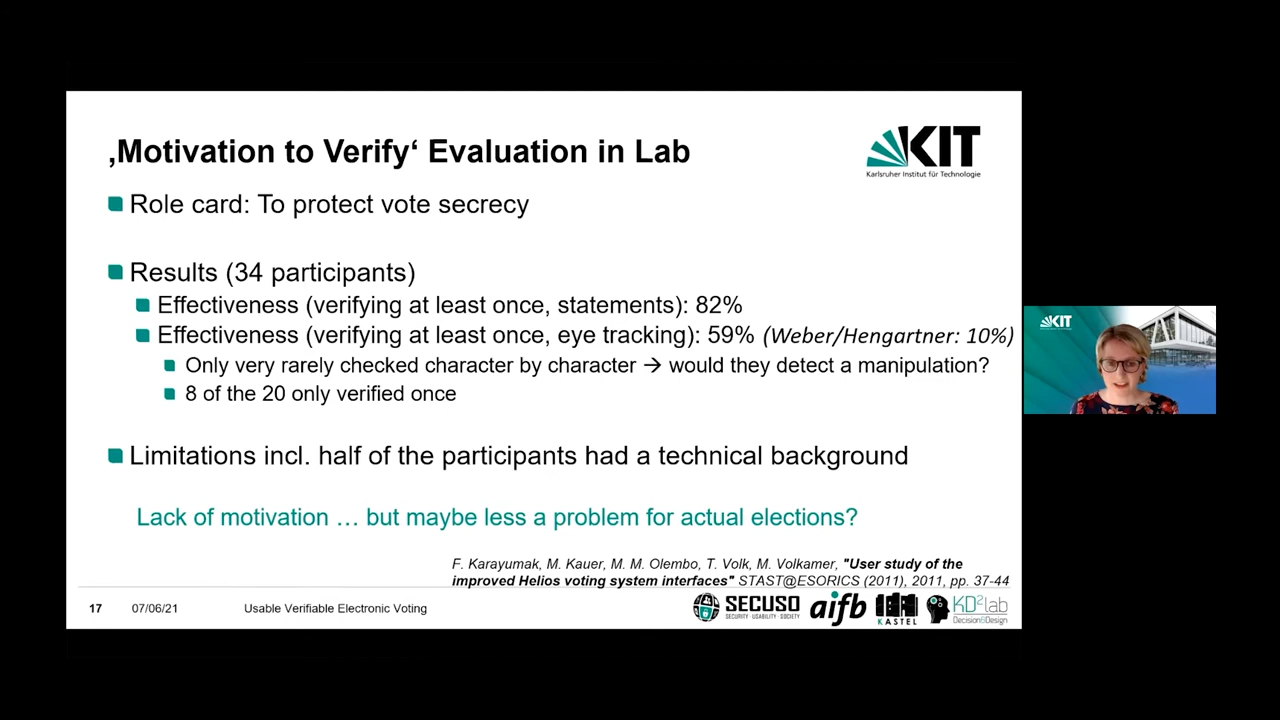 ‚Motivation to Verify‘ Evaluation in Lab
KIT
Karlsruher Institut für Technologie
Role card: To protect vote secrecy
Results (34 participants)
Effectiveness (verifying at least once, statements): 82%
Effectiveness (verifying at least once, eye tracking): 59% (Weber/Hengartner: 10%)
Only very rarely checked character by character → would they detect a manipulation?
8 of the 20 only verified once
KIT
Limitations incl. half of the participants had a technical background
Lack of motivation … but maybe less a problem for actual elections?
F. Karayumak, M. Kauer, M. M. Olembo, T. Volk, M. Volkamer, "User study of the
improved Helios voting system interfaces" STAST@ESORICS (2011), 2011, pp. 37-44
17 07/06/21 Usable Verifiable Electronic Voting
SECUSO
SECURITY · USABILITY · SOCIETY
aifb
KASTEL
KD²lab
Decision&Design